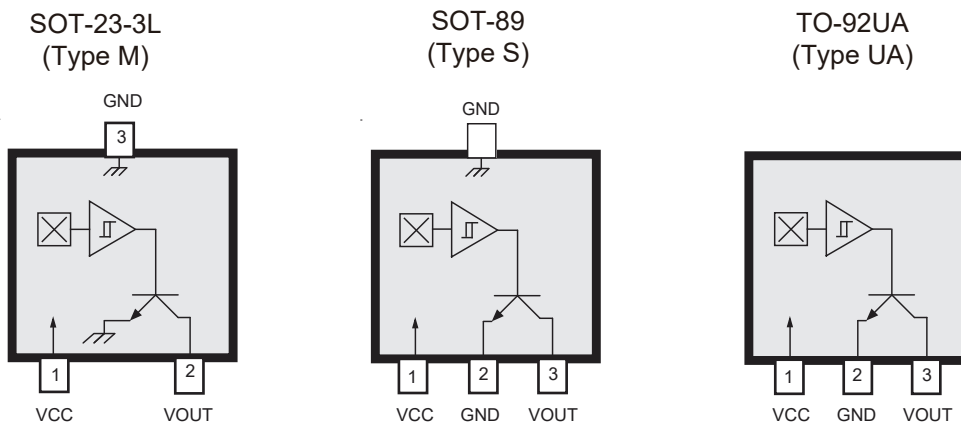 SOT-23-3L
(Type M)
GND
3
1
2
VCC
VOUT
SOT-89
(Type S)
GND
1
2
3
VCC
GND
VOUT
TO-92UA
(Type UA)
1
2
3
VCC
GND
VOUT